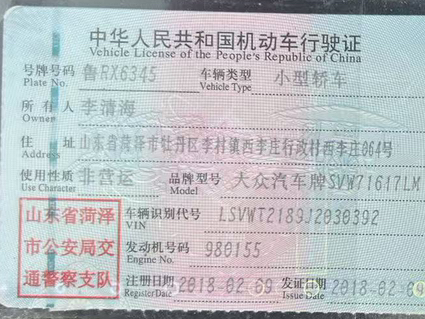 中华人民共和国机动车行驶证
Vehicle License of the People's Republic of China
号牌号码 鲁RX6345 车辆类型 小型轿车
Plate No. Vehicle Type
所有人 李清海
Owner
住址 山东省菏泽市牡丹区李村镇西李庄行政村西李庄064号
Address
使用性质 非营运 品牌型号 大众汽车牌SVW71617LM
Use Character Model
山东省菏泽 车辆识别代号 LSVWT2189J2030392
VIN
市公安局交 发动机号码 980155
Engine No.
通警察支队 注册日期 2018-02-09 发证日期 2018-02-09
Register Date Issue Date